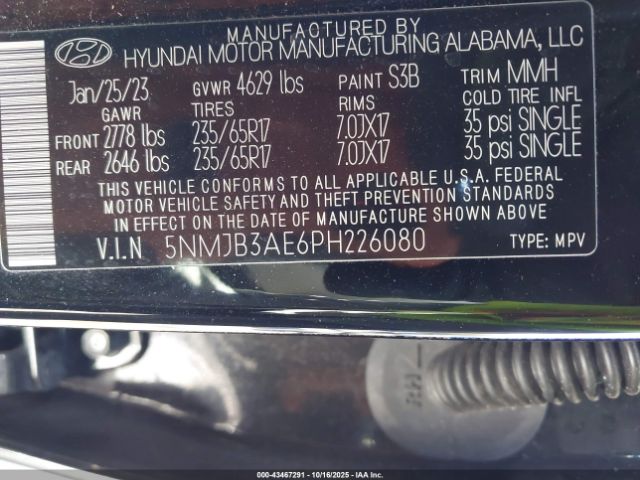 MANUFACTURED BY
HYUNDAI MOTOR MANUFACTURING ALABAMA, LLC
Jan/25/23 GVWR 4629 lbs PAINT S3B TRIM MMH
GAWR TIRES RIMS COLD TIRE INFL
FRONT 2778 lbs 235/65R17 7.0JX17 35 psi SINGLE
REAR 2646 lbs 235/65R17 7.0JX17 35 psi SINGLE
THIS VEHICLE CONFORMS TO ALL APPLICABLE U.S.A. FEDERAL
MOTOR VEHICLE SAFETY AND THEFT PREVENTION STANDARDS
IN EFFECT ON THE DATE OF MANUFACTURE SHOWN ABOVE.
V.I.N 5NMJB3AE6PH226080 TYPE: MPV
RH
000-43467291 - 10/16/2025 - IAA Inc.